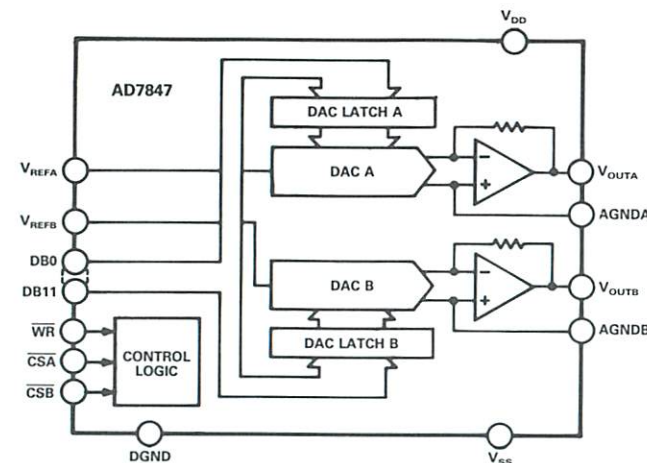 VDD
AD7847
DAC LATCH A
DAC A
−
+
VREFA
VOUTA
AGNDA
VREFB
DB0
DB11
DAC B
−
+
VOUTB
AGNDB
WR
CSA
CSB
CONTROL
LOGIC
DAC LATCH B
DGND
VSS